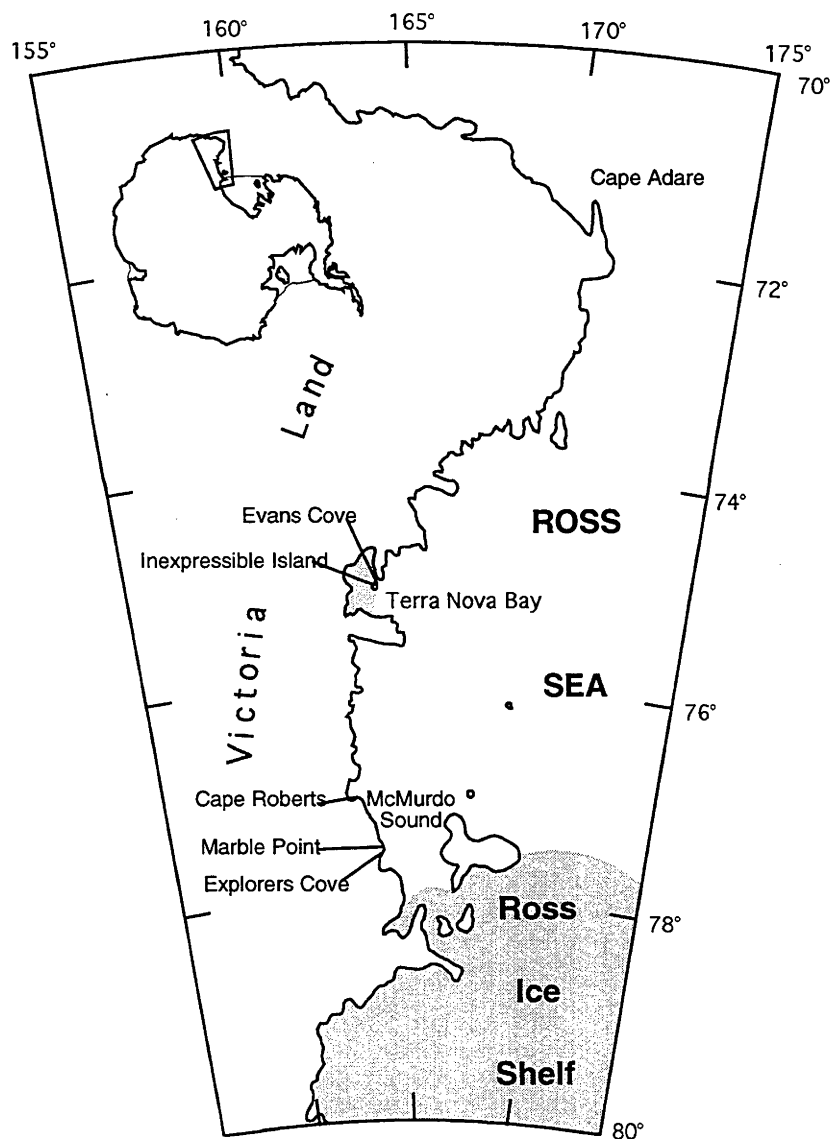 155°
160°
165°
170°
175°
70°
Cape Adare
72°
Land
74°
Evans Cove
ROSS
Inexpressible Island
Terra Nova Bay
Victoria
SEA
76°
Cape Roberts
McMurdo
Sound
Marble Point
Explorers Cove
Ross
78°
Ice
Shelf
80°